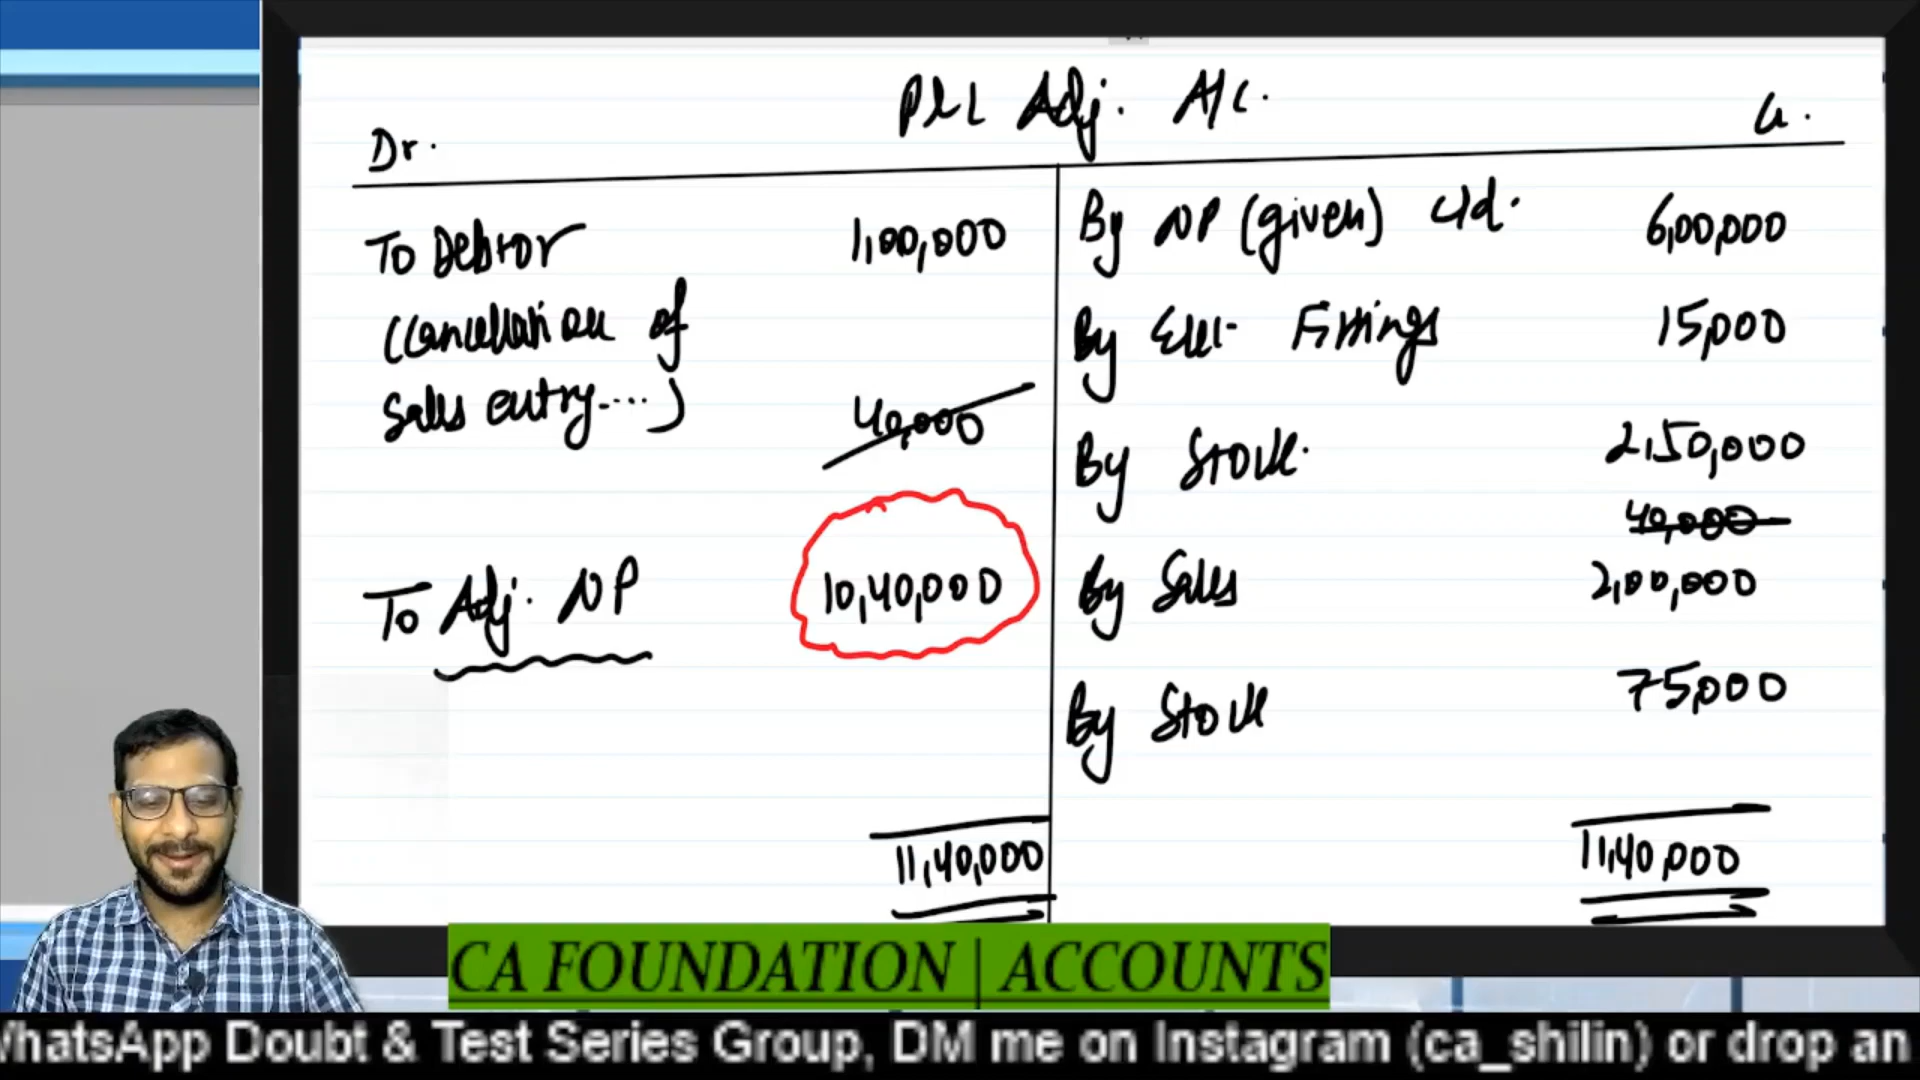 P&L Adj. A/c.
Dr.
Cr.
To Debtor 1,00,000
(Cancellation of
Sales entry....)
40,000
To Adj. NP 10,40,000
11,40,000
By NP (given) c/d. 6,00,000
By Elec. Fittings 15,000
By Stock. 2,50,000
40,000
By Sales 2,00,000
By Stock 75,000
11,40,000
CA FOUNDATION | ACCOUNTS
WhatsApp Doubt & Test Series Group, DM me on Instagram (ca_shilin) or drop an